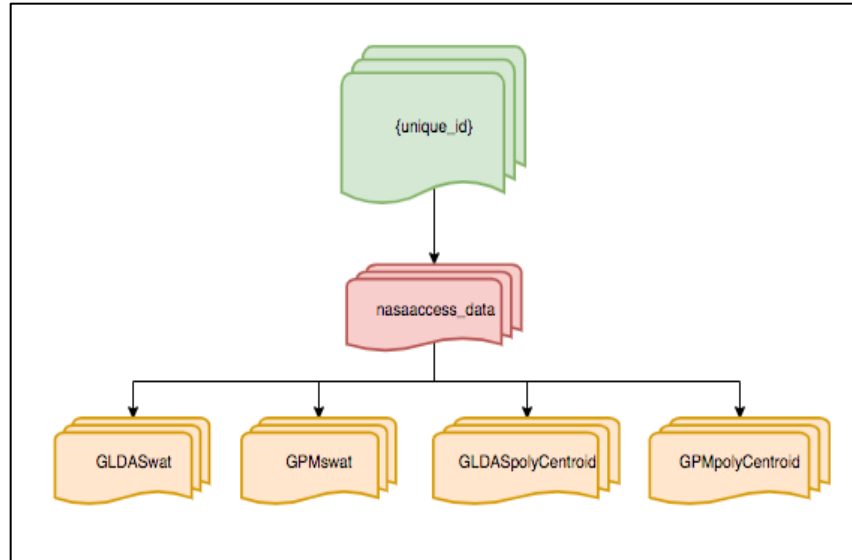 {unique_id}
nasaaccess_data
GLDASwat
GPMswat
GLDASpolyCentroid
GPMpolyCentroid